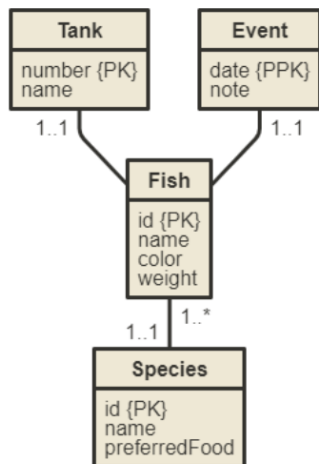 Tank
number {PK}
name
Event
date {PPK}
note
1..1
1..1
Fish
id {PK}
name
color
weight
1..*
1..1
Species
id {PK}
name
preferredFood